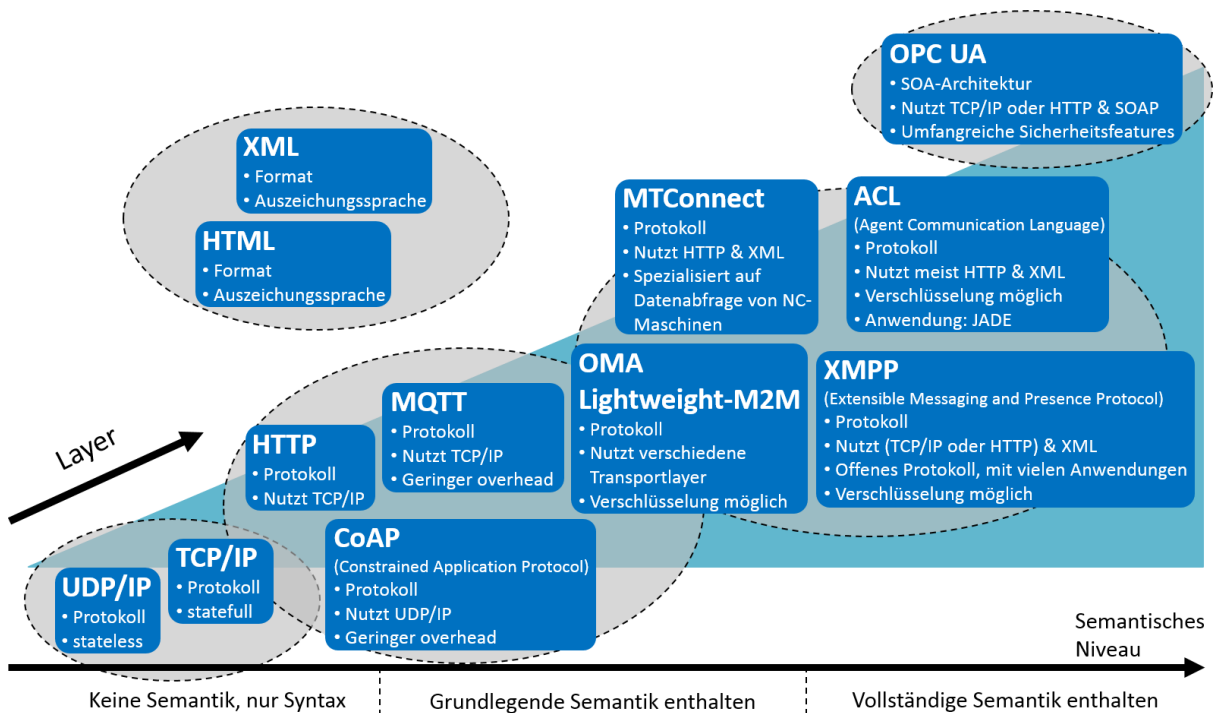 OPC UA
• SOA-Architektur
• Nutzt TCP/IP oder HTTP & SOAP
• Umfangreiche Sicherheitsfeatures
XML
• Format
• Auszeichungssprache
HTML
• Format
• Auszeichungssprache
MTConnect
• Protokoll
• Nutzt HTTP & XML
• Spezialisiert auf
Datenabfrage von NC-
Maschinen
ACL
(Agent Communication Language)
• Protokoll
• Nutzt meist HTTP & XML
• Verschlüsselung möglich
• Anwendung: JADE
OMA
Lightweight-M2M
• Protokoll
• Nutzt verschiedene
Transportlayer
• Verschlüsselung möglich
XMPP
(Extensible Messaging and Presence Protocol)
• Protokoll
• Nutzt (TCP/IP oder HTTP) & XML
• Offenes Protokoll, mit vielen Anwendungen
• Verschlüsselung möglich
MQTT
• Protokoll
• Nutzt TCP/IP
• Geringer overhead
HTTP
• Protokoll
• Nutzt TCP/IP
Layer
CoAP
(Constrained Application Protocol)
• Protokoll
• Nutzt UDP/IP
• Geringer overhead
TCP/IP
• Protokoll
• statefull
UDP/IP
• Protokoll
• stateless
Semantisches
Niveau
Keine Semantik, nur Syntax
Grundlegende Semantik enthalten
Vollständige Semantik enthalten